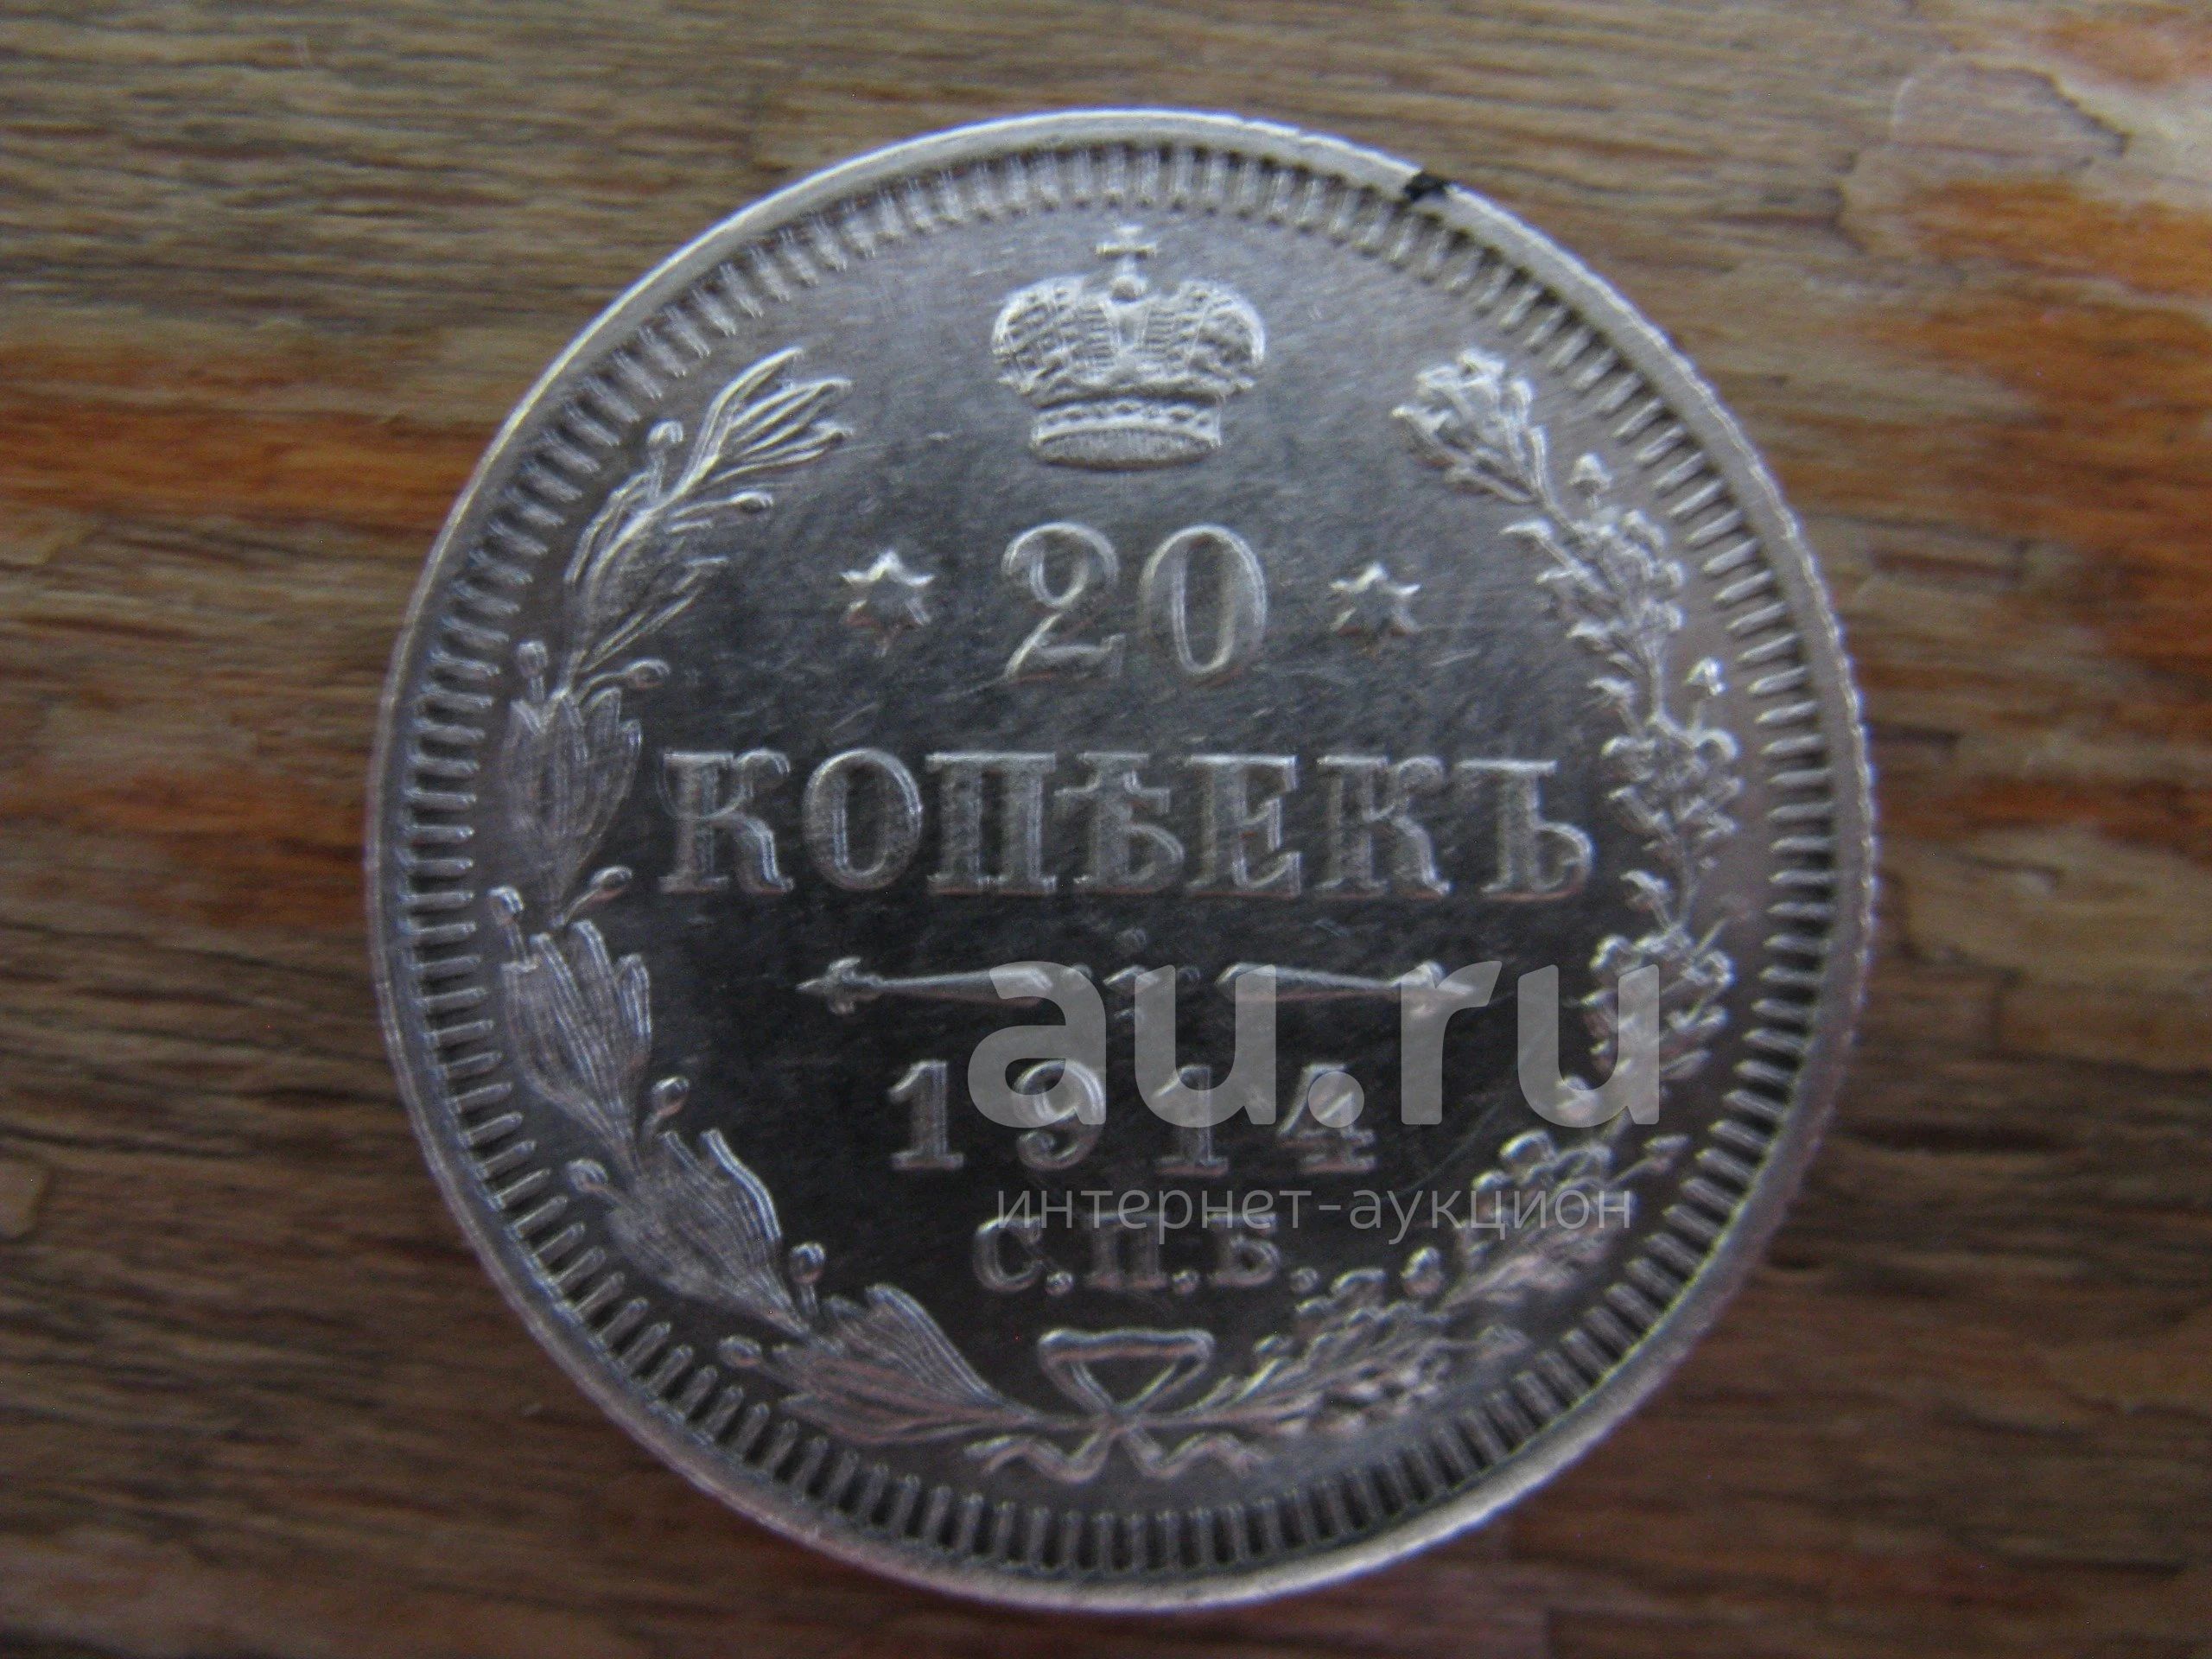 20
КОПѢЕКЪ
au.ru
1914
интернет-аукцион
С.П.Б.